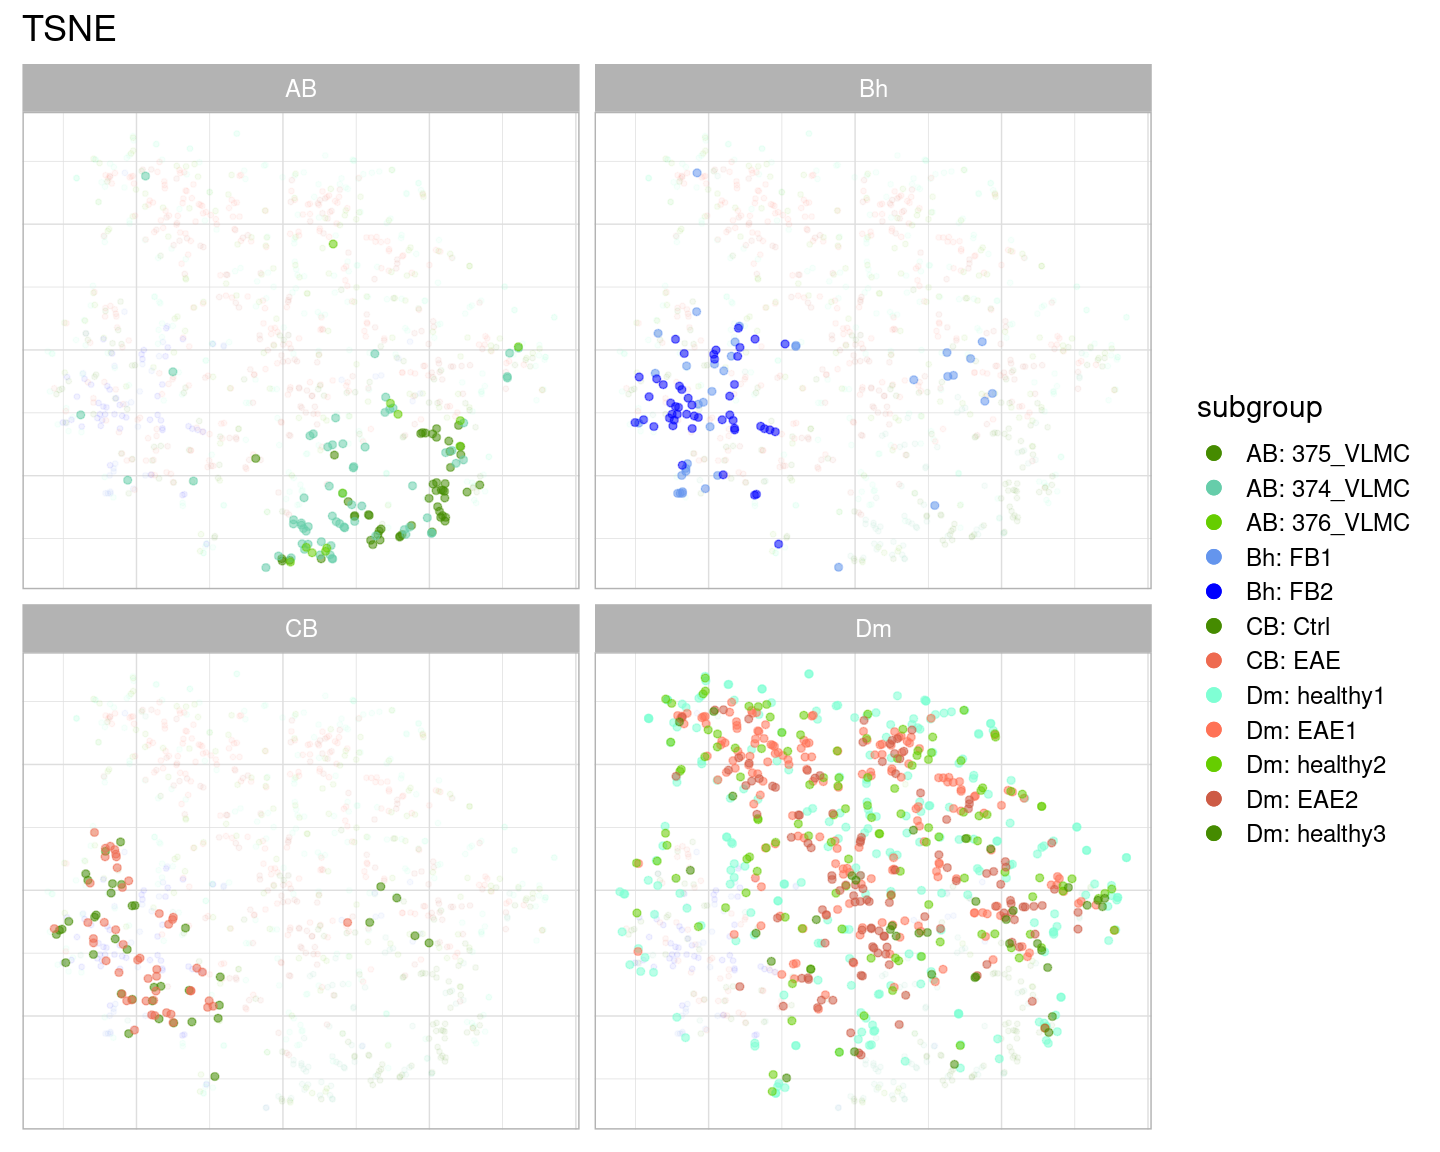 TSNE
AB
Bh
CB
Dm
subgroup
AB: 375_VLMC
AB: 374_VLMC
AB: 376_VLMC
Bh: FB1
Bh: FB2
CB: Ctrl
CB: EAE
Dm: healthy1
Dm: EAE1
Dm: healthy2
Dm: EAE2
Dm: healthy3